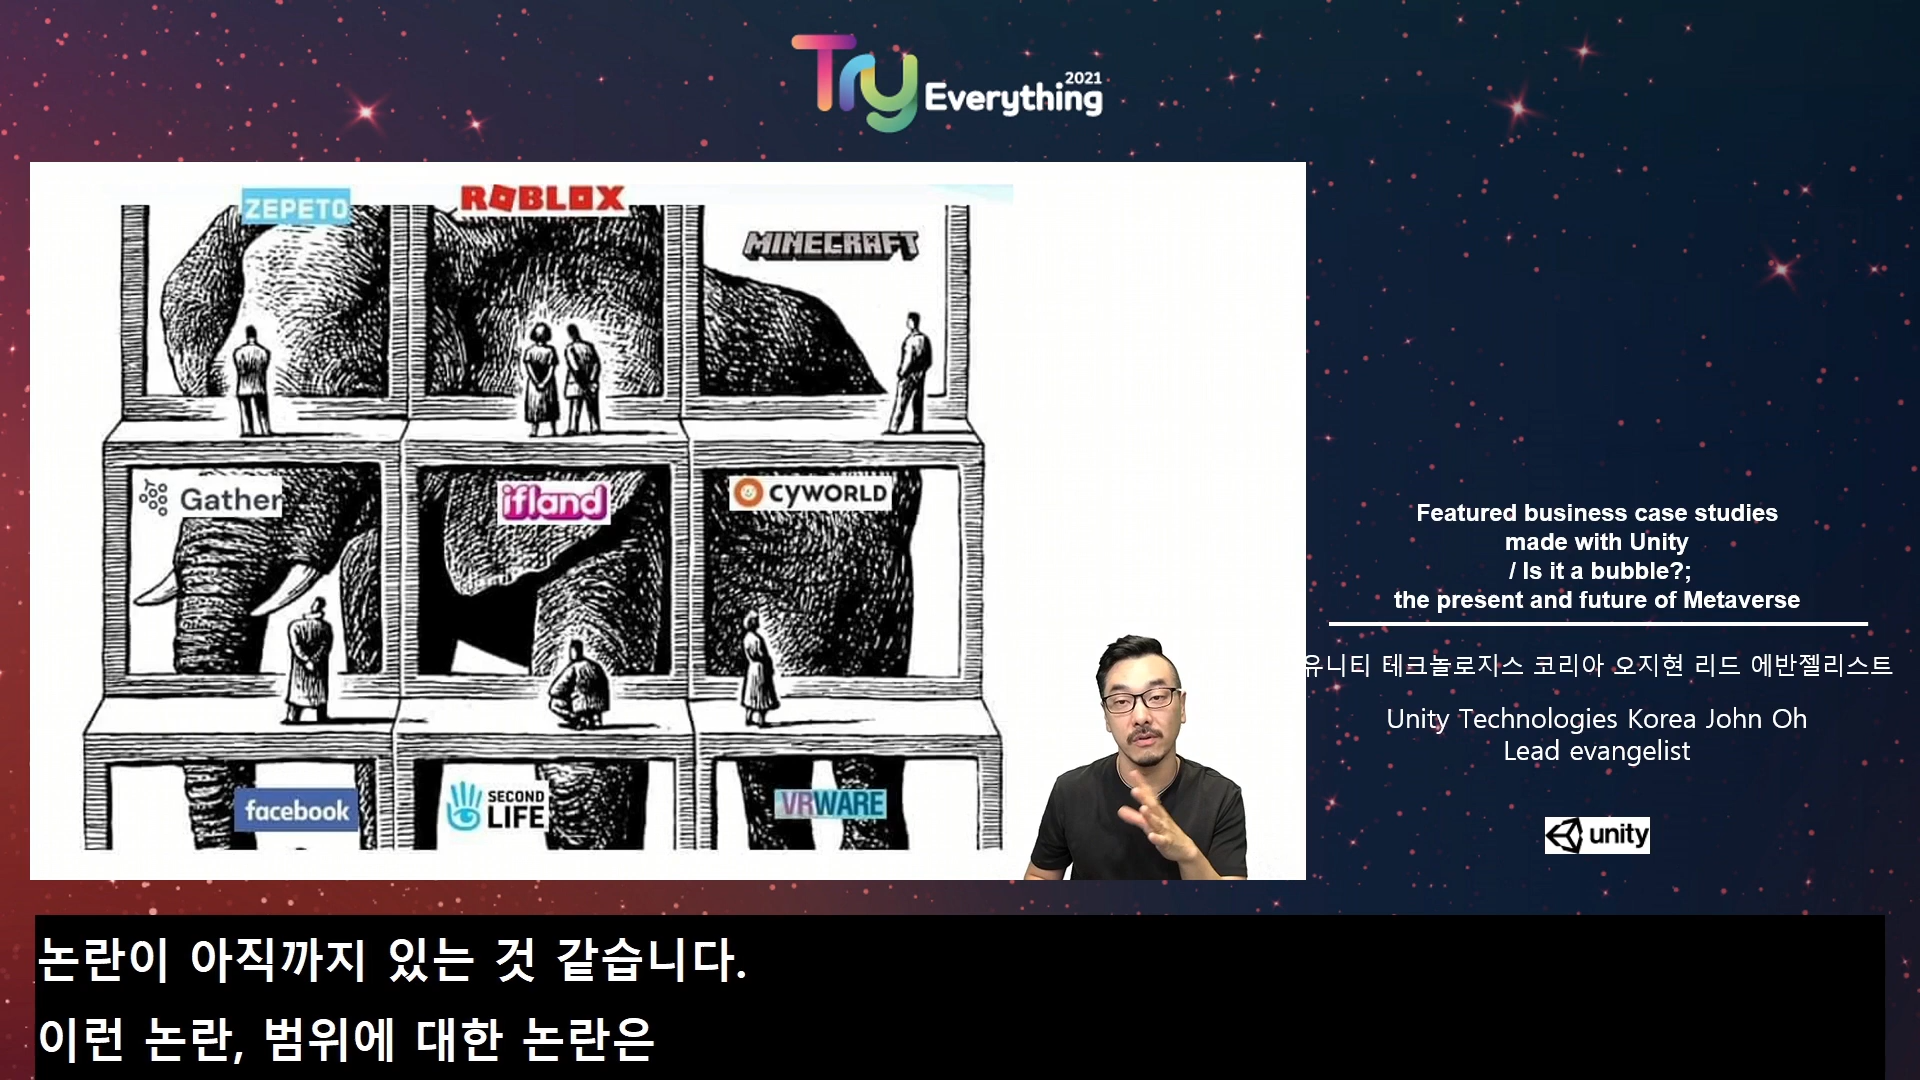 Try Everything 2021
ZEPETO
ROBLOX
MINECRAFT
Gather
ifland
CYWORLD
facebook
SECOND
LIFE
VRWARE
Featured business case studies
made with Unity
/ Is it a bubble?;
the present and future of Metaverse
유니티 테크놀로지스 코리아 오지현 리드 에반젤리스트
Unity Technologies Korea John Oh
Lead evangelist
unity
논란이 아직까지 있는 것 같습니다.
이런 논란, 범위에 대한 논란은